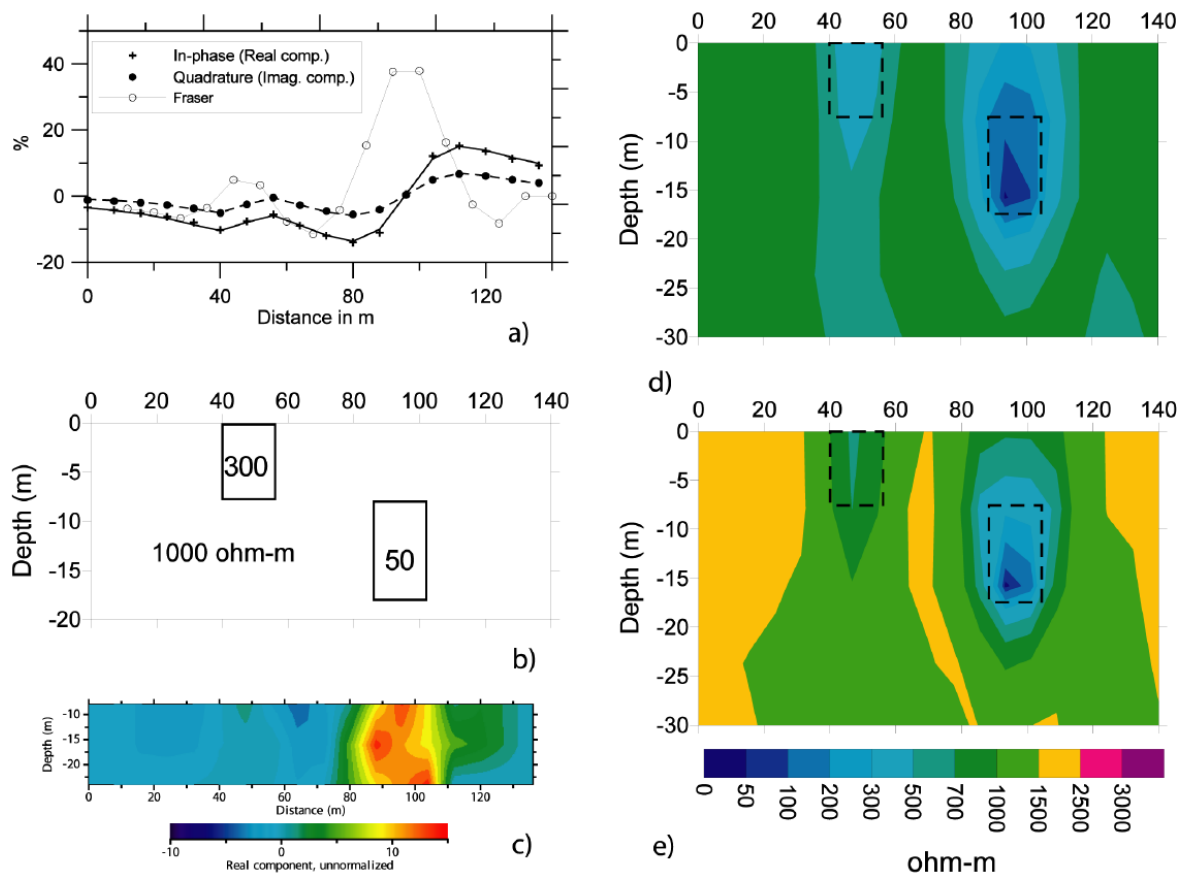 In-phase (Real comp.)
Quadrature (Imag. comp.)
Fraser
%
40
20
0
-20
0 40 80 120
Distance in m
a)
0 20 40 60 80 100 120 140
0
-5
-10
-15
-20
Depth (m)
300
50
1000 ohm-m
b)
Depth (m)
-10
-15
-20
0 20 40 60 80 100 120
Distance (m)
-10 0 10
Real component, unnormalized
c)
0 20 40 60 80 100 120 140
0
-5
-10
-15
-20
-25
-30
Depth (m)
d)
0 20 40 60 80 100 120 140
0
-5
-10
-15
-20
-25
-30
Depth (m)
0 50 100 200 300 500 700 1000 1500 2500 3000
e)
ohm-m